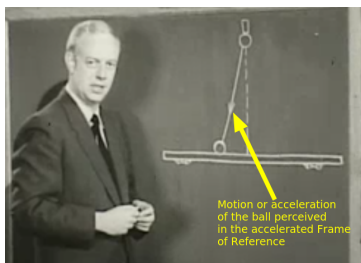 Motion or acceleration
of the ball perceived
in the accelerated Frame
of Reference